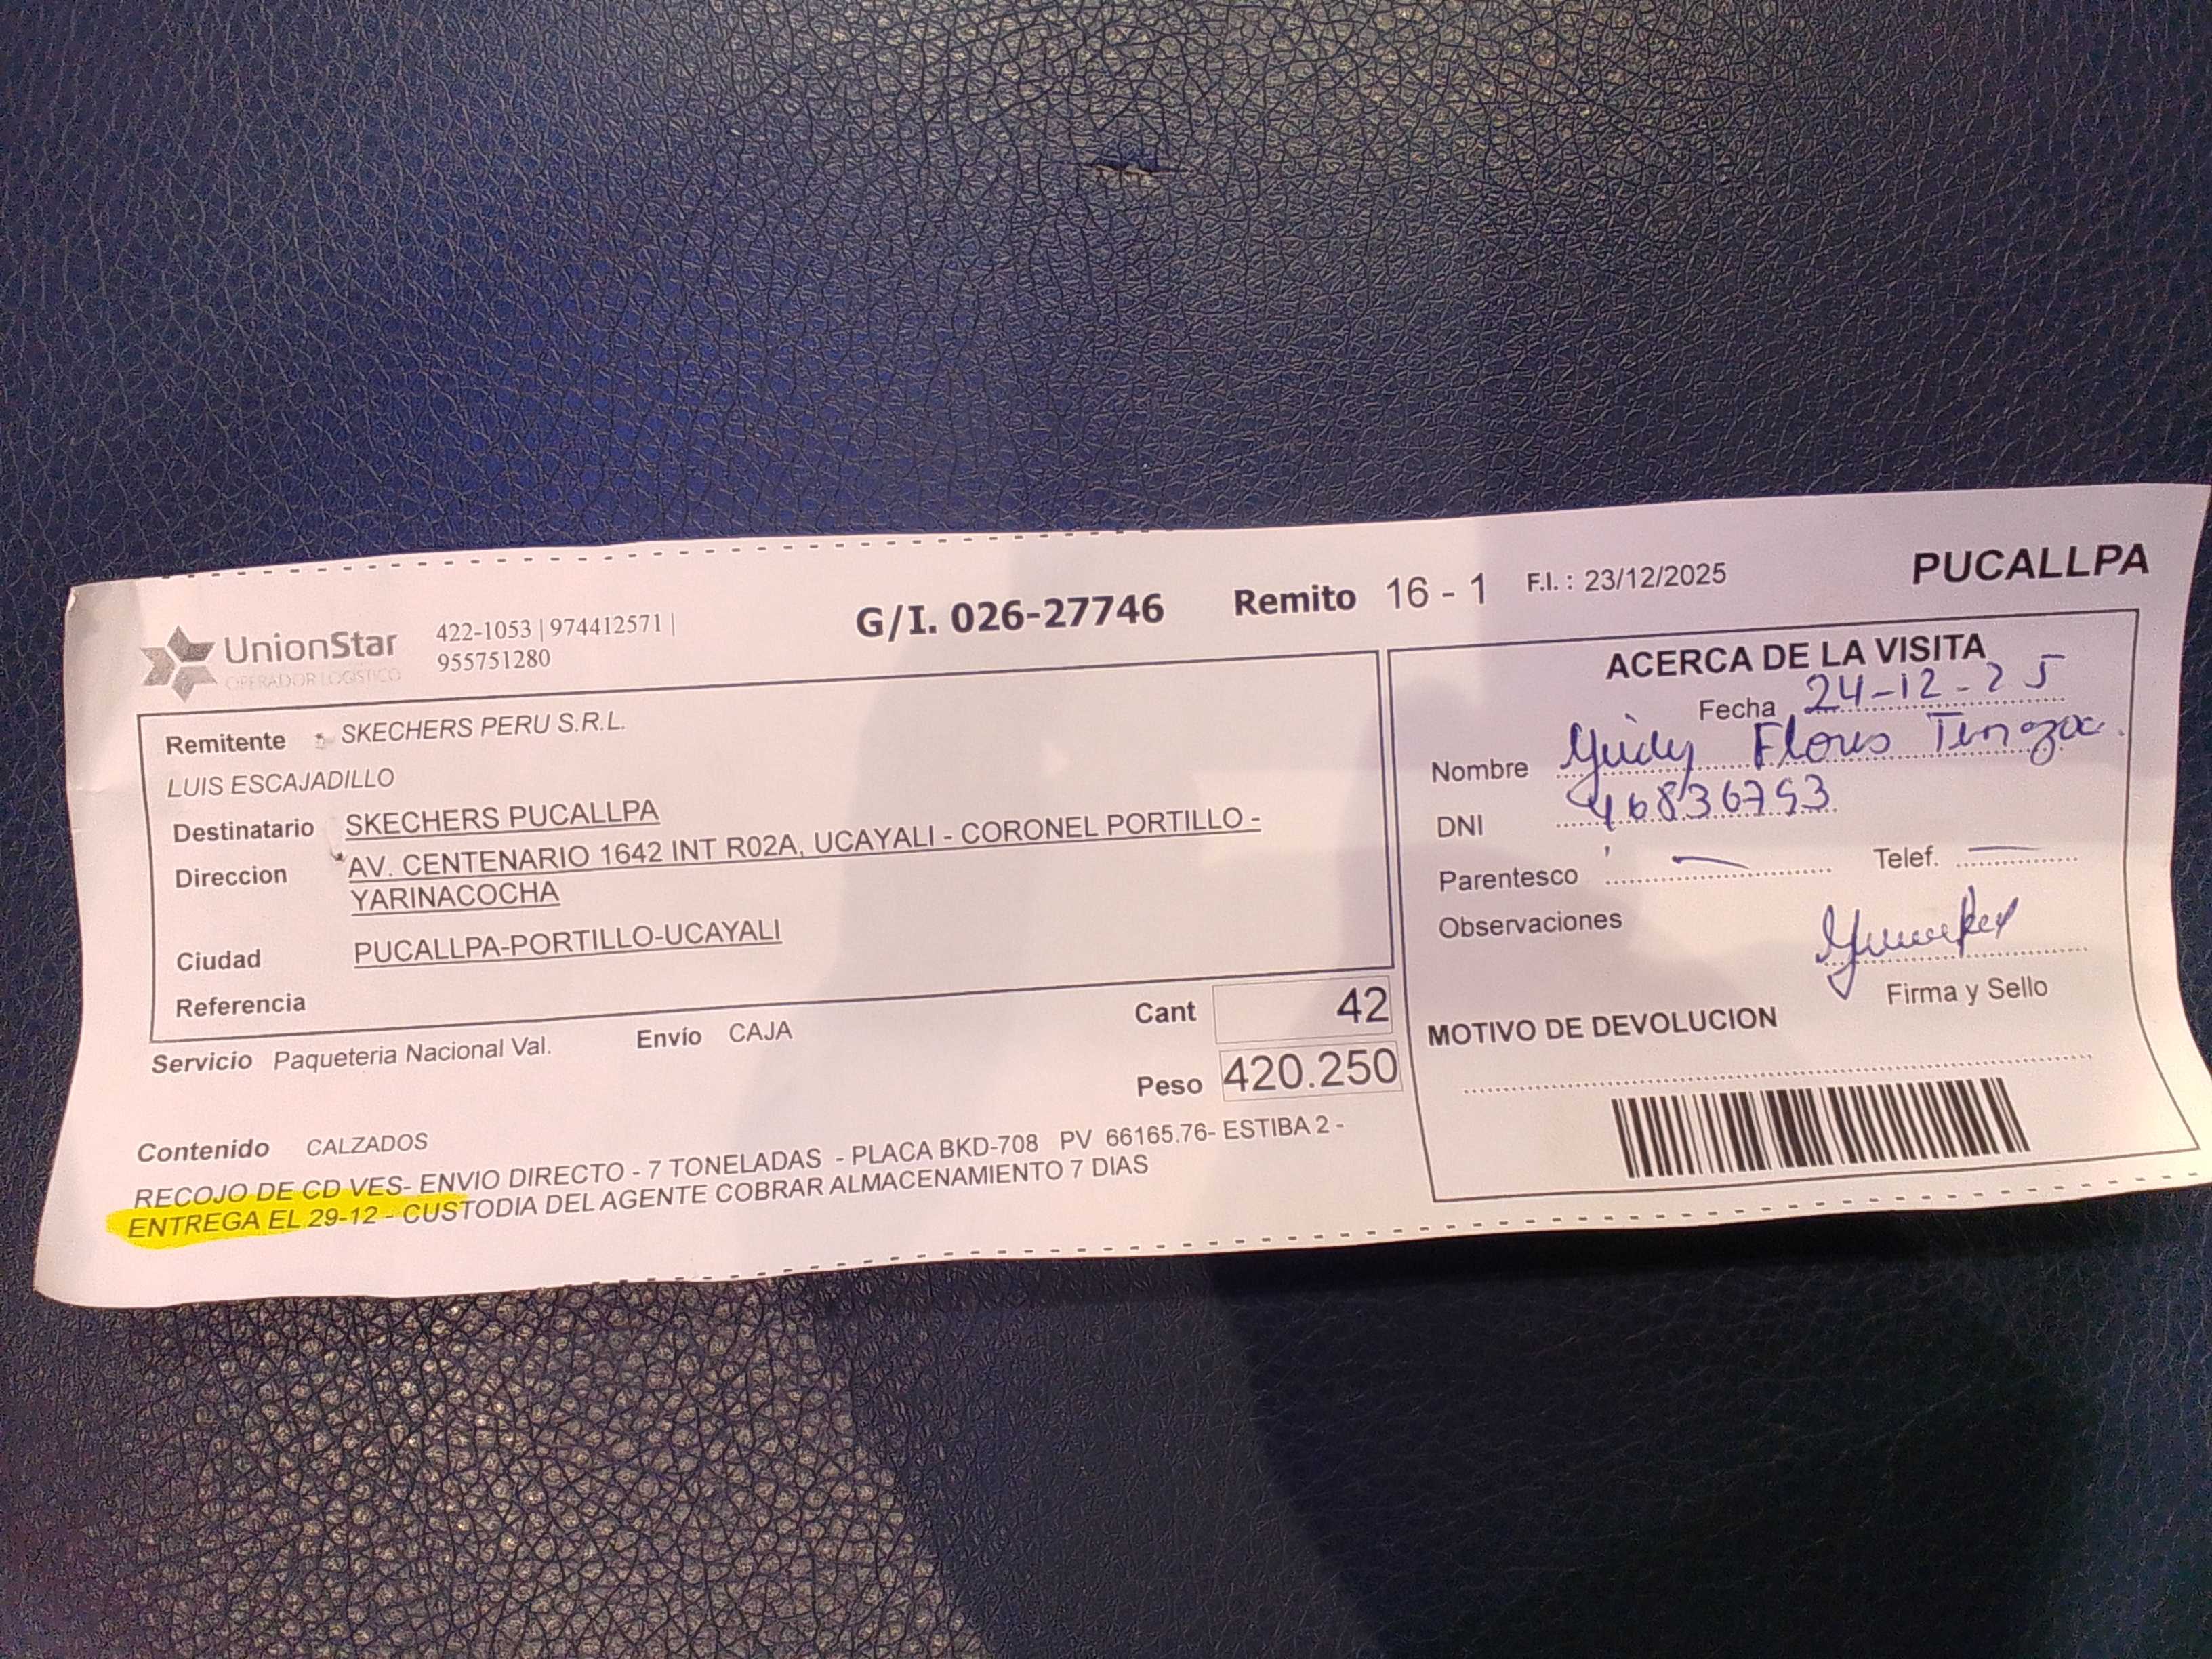 UnionStar
OPERADOR LOGISTICO
422-1053 | 974412571 |
955751280
G/I. 026-27746
Remito 16 - 1
F.I. : 23/12/2025
PUCALLPA
Remitente SKECHERS PERU S.R.L.
LUIS ESCAJADILLO
Destinatario SKECHERS PUCALLPA
Direccion AV. CENTENARIO 1642 INT R02A, UCAYALI - CORONEL PORTILLO -
YARINACOCHA
Ciudad PUCALLPA-PORTILLO-UCAYALI
Referencia
Servicio Paqueteria Nacional Val. Envío CAJA
Cant 42
Peso 420.250
Contenido CALZADOS
RECOJO DE CD VES- ENVIO DIRECTO - 7 TONELADAS - PLACA BKD-708 PV 66165.76- ESTIBA 2 -
ENTREGA EL 29-12 - CUSTODIA DEL AGENTE COBRAR ALMACENAMIENTO 7 DIAS
ACERCA DE LA VISITA
Fecha 24-12-25
Nombre Flores
DNI 46836793
Parentesco — Telef. —
Observaciones
Firma y Sello
MOTIVO DE DEVOLUCION